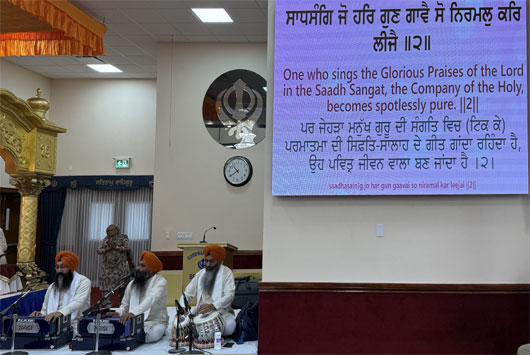 ਸਾਧਸੰਗਿ ਜੋ ਹਰਿ ਗੁਣ ਗਾਵੈ ਸੋ ਨਿਰਮਲੁ ਕਰਿ
ਲੀਜੈ ॥੨॥
One who sings the Glorious Praises of the Lord
in the Saadh Sangat, the Company of the Holy,
becomes spotlessly pure. ||2||
ਪਰ ਜੇਹੜਾ ਮਨੁੱਖ ਗੁਰੂ ਦੀ ਸੰਗਤਿ ਵਿਚ (ਟਿਕ ਕੇ)
ਪਰਮਾਤਮਾ ਦੀ ਸਿਫ਼ਤਿ-ਸਾਲਾਹ ਦੇ ਗੀਤ ਗਾਂਦਾ ਰਹਿੰਦਾ ਹੈ,
ਉਹ ਪਵਿਤ੍ਰ ਜੀਵਨ ਵਾਲਾ ਬਣ ਜਾਂਦਾ ਹੈ ।੨।
saadhasa(n)g jo har gun gaavai so niramal kar leejai ||2||
ਸਤਿਨਾਮੁ ਵਾਹਿਗੁਰੂ